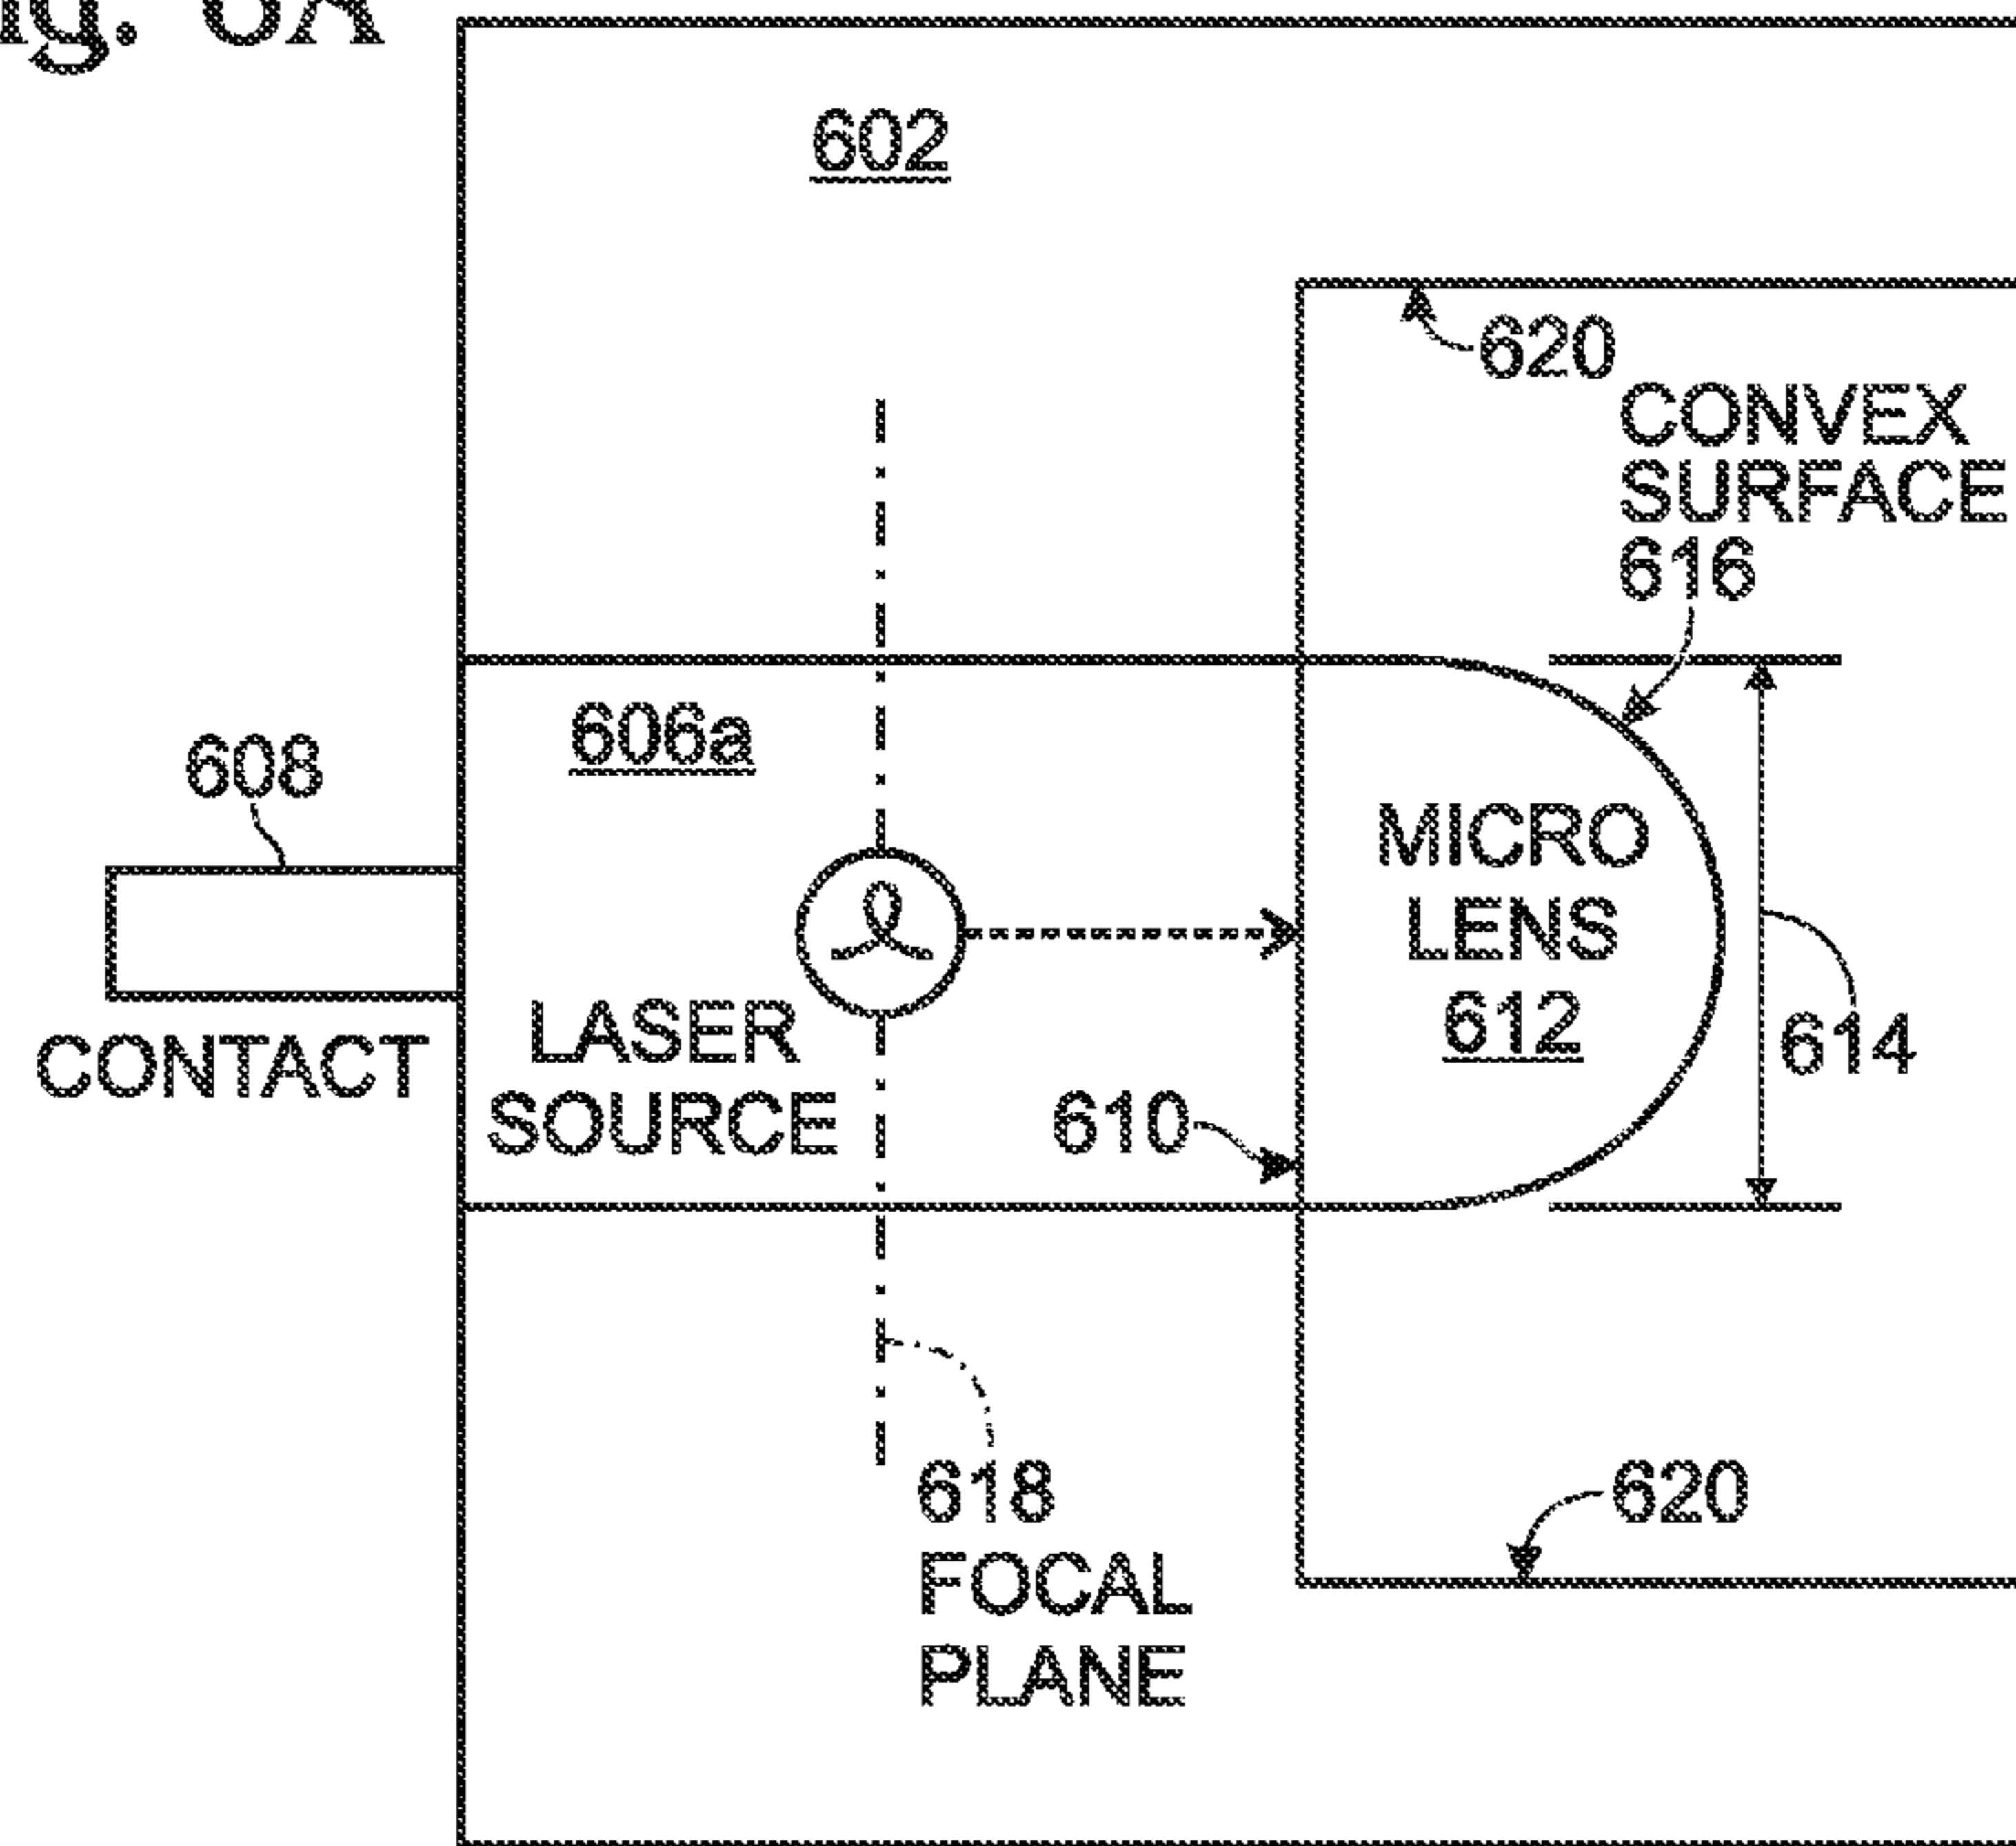 602
620
CONVEX
SURFACE
616
606a
608
MICRO
LENS
612
CONTACT
LASER
SOURCE
610
614
618
FOCAL
PLANE
620